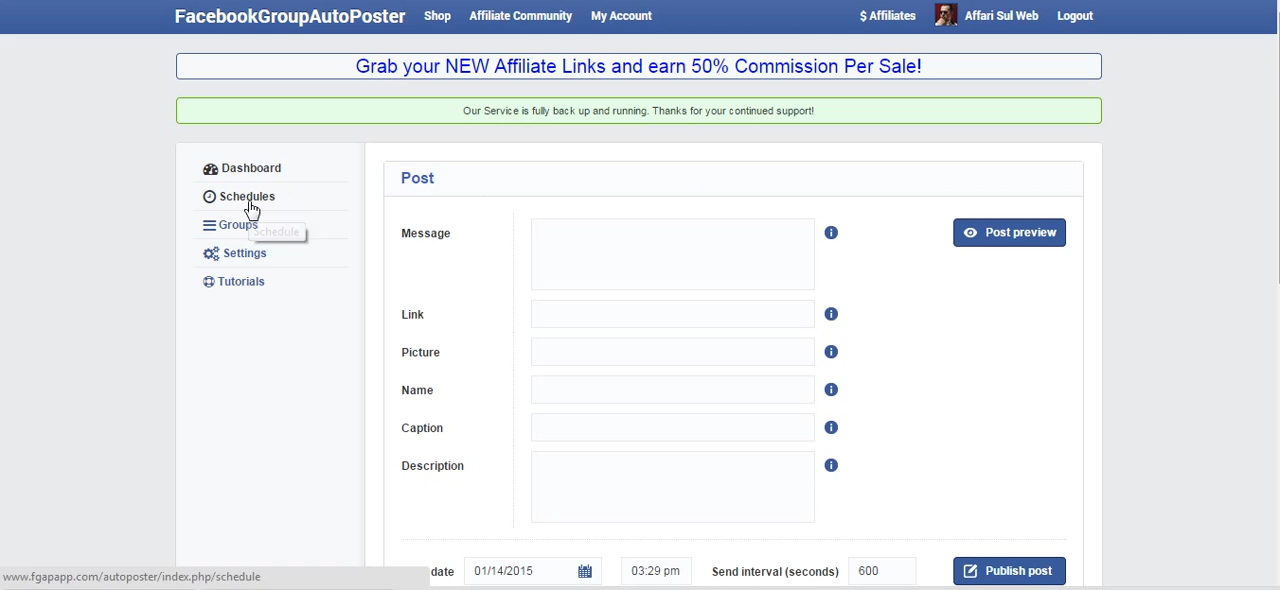 FacebookGroupAutoPoster Shop Affiliate Community My Account $ Affiliates Affari Sul Web Logout
Grab your NEW Affiliate Links and earn 50% Commission Per Sale!
Our Service is fully back up and running. Thanks for your continued support!
Dashboard
Schedules
Groups
Schedule
Settings
Tutorials
Post
Message
Post preview
Link
Picture
Name
Caption
Description
date 01/14/2015 03:29 pm Send interval (seconds) 600 Publish post
www.fgapapp.com/autoposter/index.php/schedule